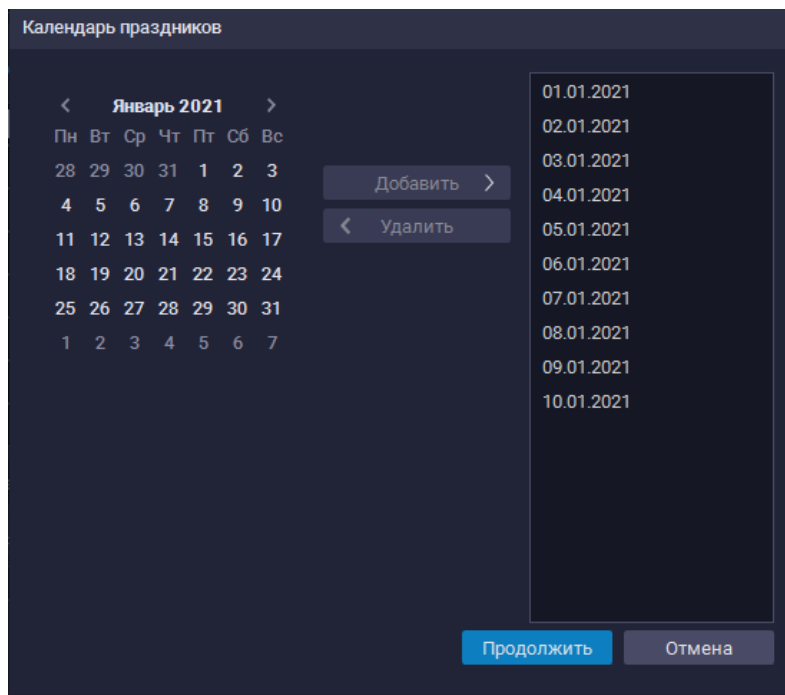 Календарь праздников
Январь 2021
Пн Вт Ср Чт Пт Сб Вс
28 29 30 31 1 2 3
4 5 6 7 8 9 10
11 12 13 14 15 16 17
18 19 20 21 22 23 24
25 26 27 28 29 30 31
1 2 3 4 5 6 7
Добавить
Удалить
01.01.2021
02.01.2021
03.01.2021
04.01.2021
05.01.2021
06.01.2021
07.01.2021
08.01.2021
09.01.2021
10.01.2021
Продолжить
Отмена